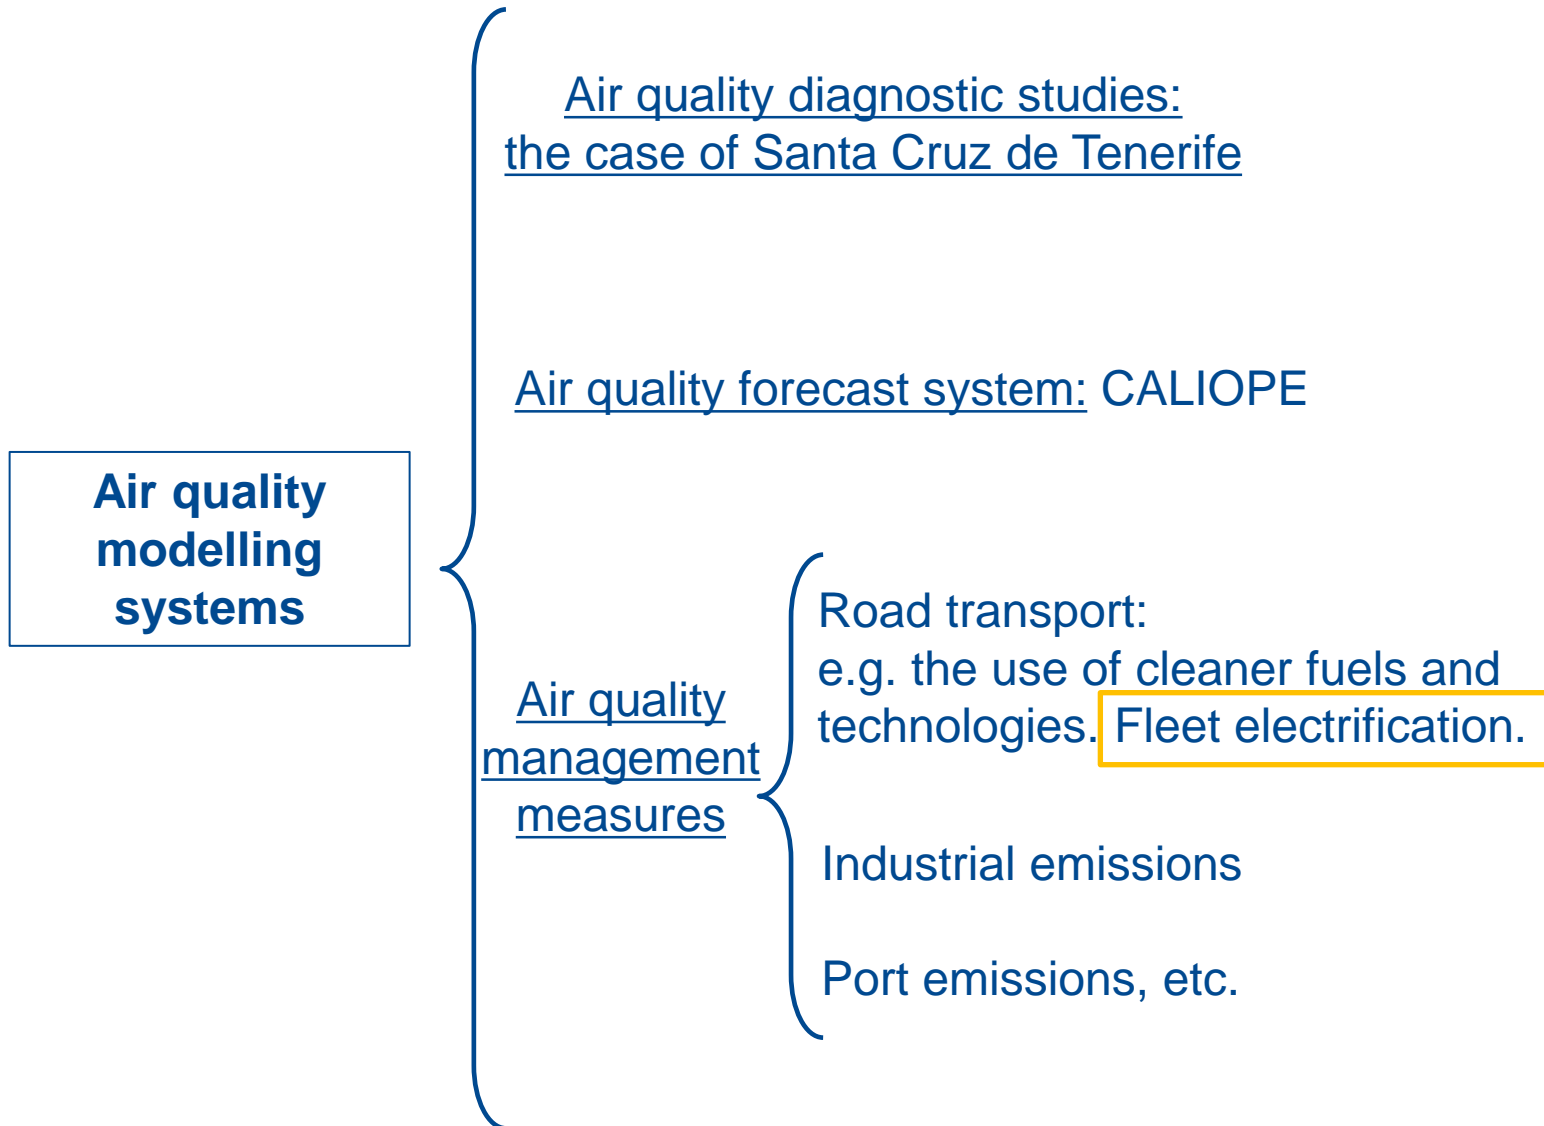 Air quality diagnostic studies:
the case of Santa Cruz de Tenerife
Air quality forecast system: CALIOPE
Air quality
modelling
systems
Air quality
management
measures
Road transport:
e.g. the use of cleaner fuels and
technologies. Fleet electrification.
Industrial emissions
Port emissions, etc.